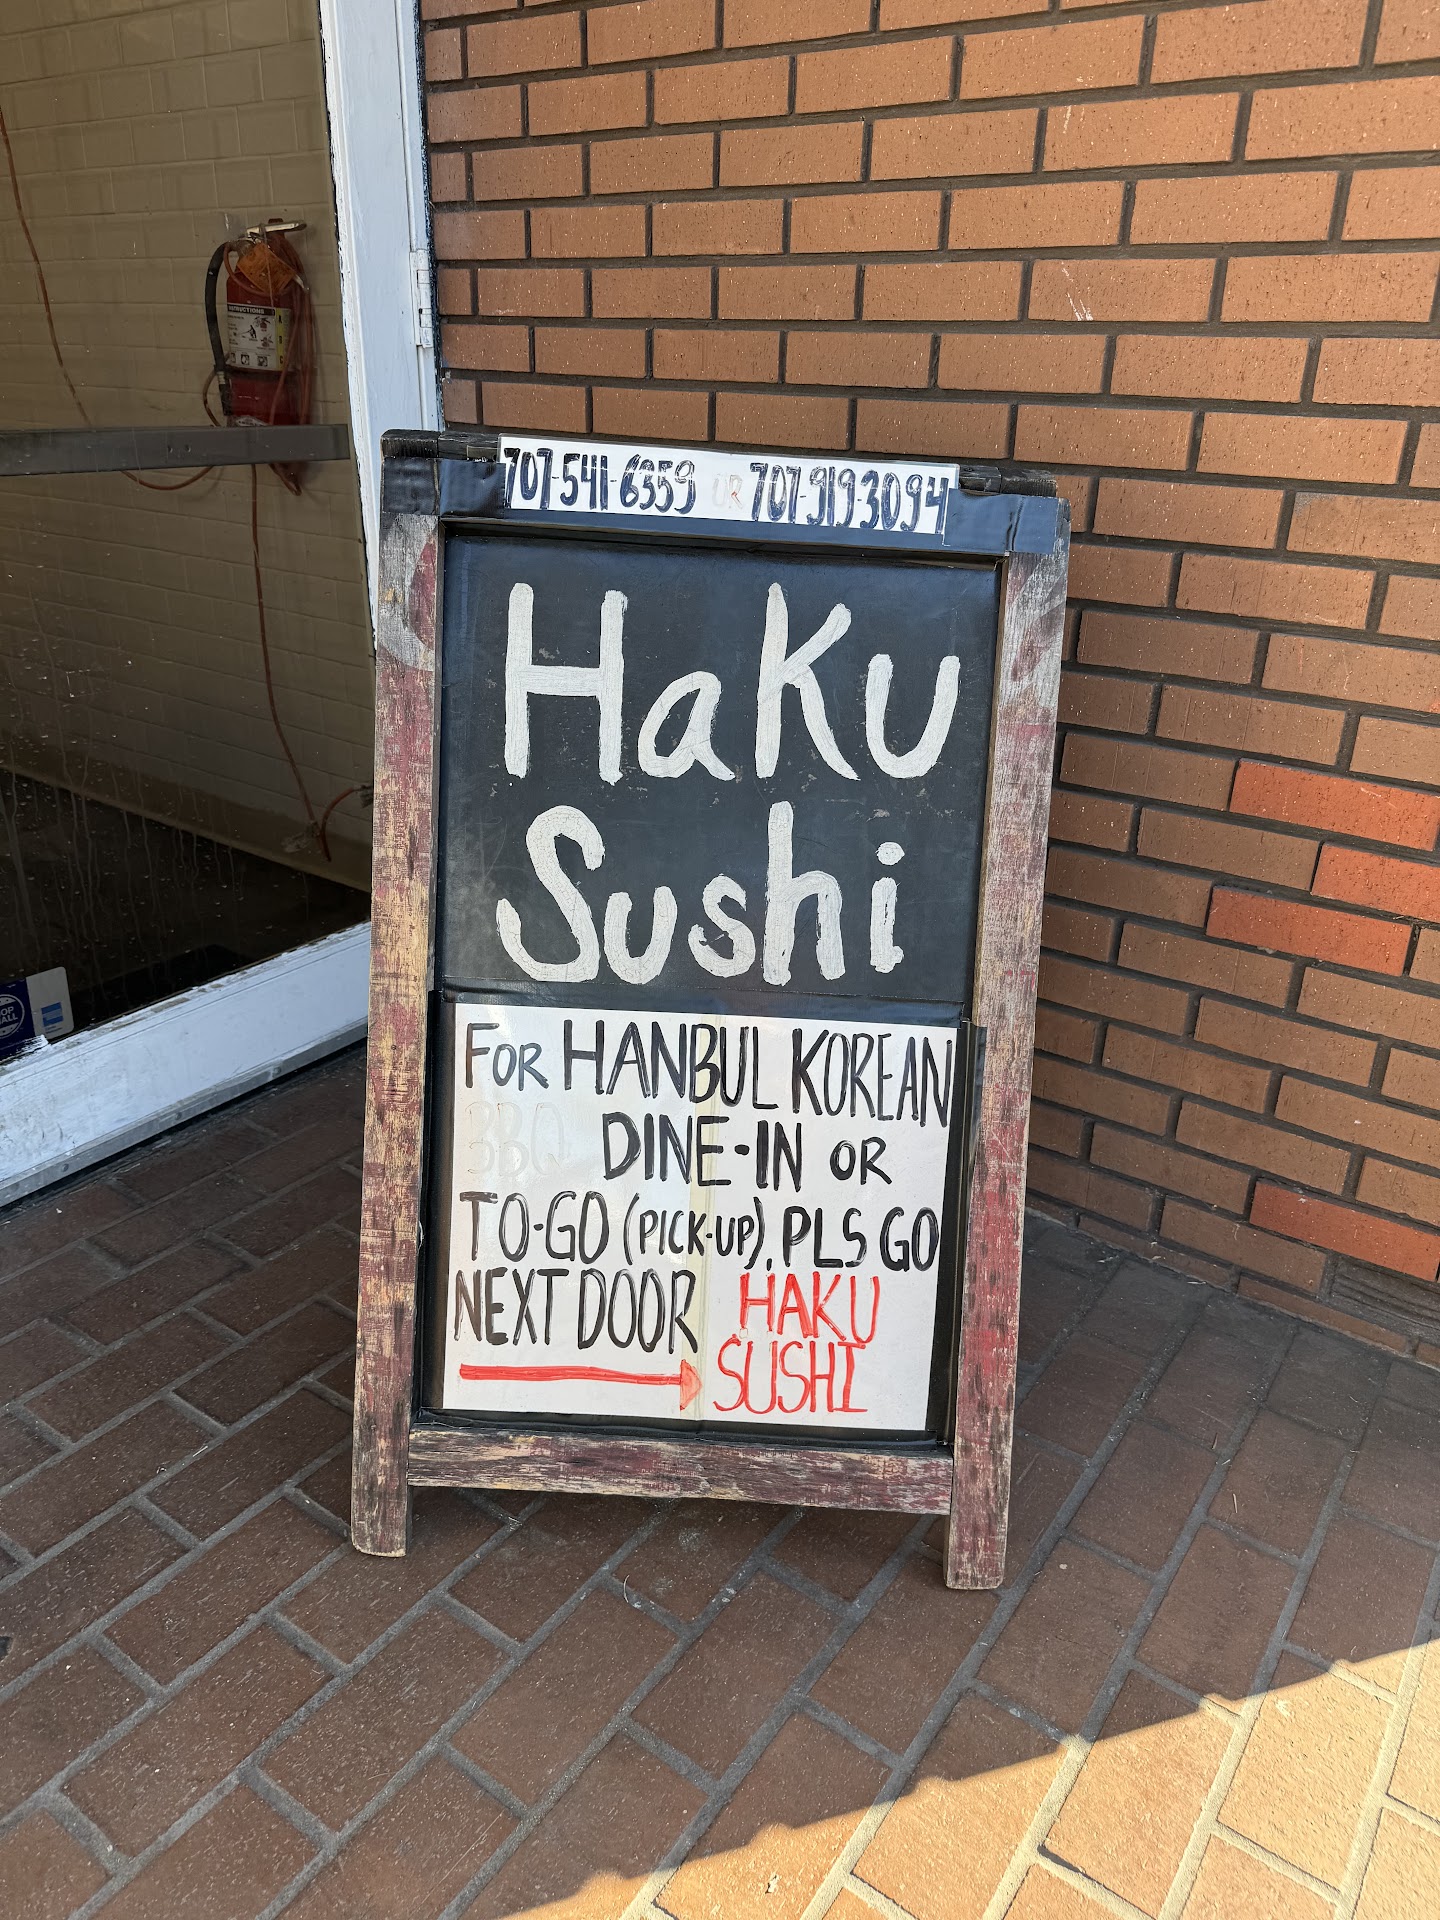 707-541-6359 OR 707-919-3094
HaKu
Sushi
FOR HANBUL KOREAN
BBQ DINE-IN OR
TO-GO (PICK-UP), PLS GO
NEXT DOOR HAKU
SUSHI